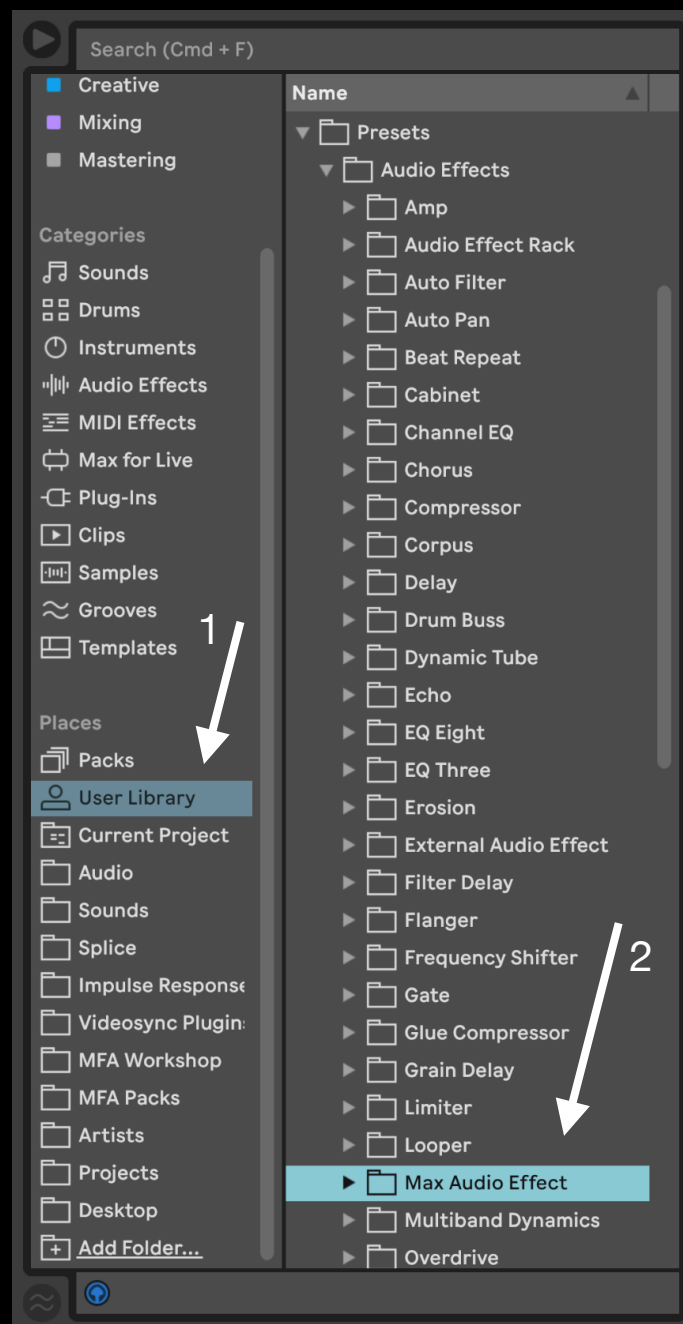 Search (Cmd + F)
Creative
Mixing
Mastering
Categories
Sounds
Drums
Instruments
Audio Effects
MIDI Effects
Max for Live
Plug-Ins
Clips
Samples
Grooves
Templates
1
Places
Packs
User Library
Current Project
Audio
Sounds
Splice
Impulse Response
Videosync Plugin
MFA Workshop
MFA Packs
Artists
Projects
Desktop
Add Folder...
Name
Presets
Audio Effects
Amp
Audio Effect Rack
Auto Filter
Auto Pan
Beat Repeat
Cabinet
Channel EQ
Chorus
Compressor
Corpus
Delay
Drum Buss
Dynamic Tube
Echo
EQ Eight
EQ Three
Erosion
External Audio Effect
Filter Delay
Flanger
Frequency Shifter
2
Gate
Glue Compressor
Grain Delay
Limiter
Looper
Max Audio Effect
Multiband Dynamics
Overdrive